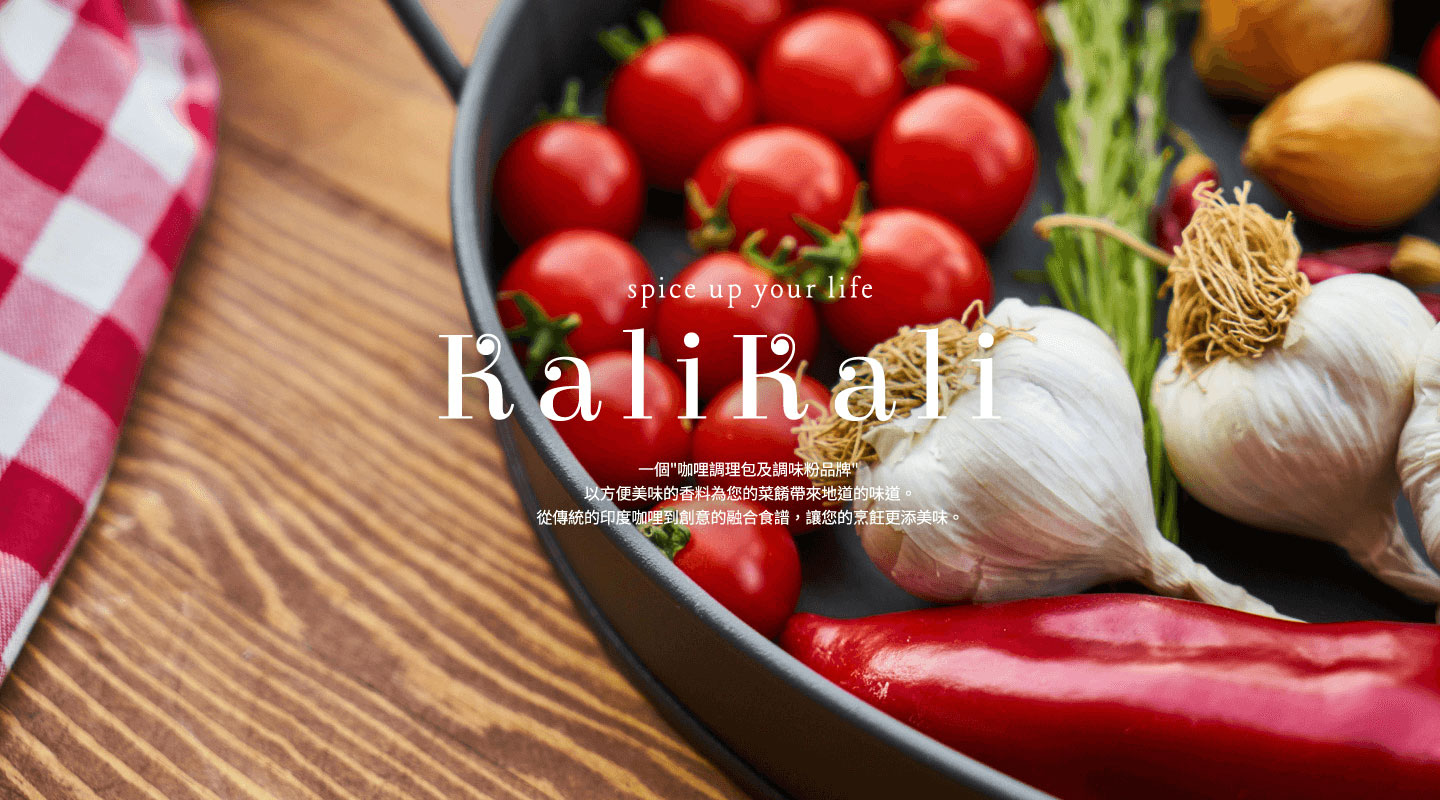 spice up your life
KaliKali
一個"咖哩調理包及調味粉品牌"
以方便美味的香料為您的菜餚帶來地道的味道。
從傳統的印度咖哩到創意的融合食譜，讓您的烹飪更添美味。